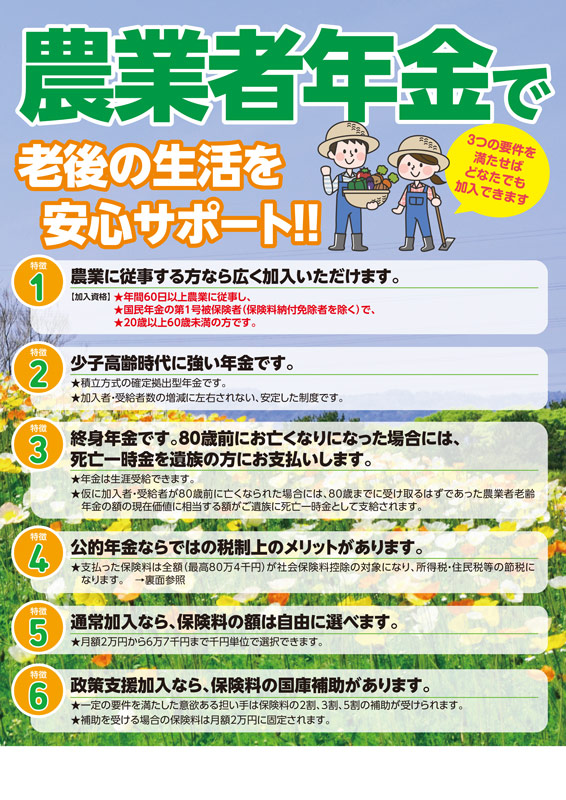 農業者年金で
老後の生活を
安心サポート!!
3つの要件を
満たせば
どなたでも
加入できます
特徴
1
農業に従事する方なら広く加入いただけます。
【加入資格】★年間60日以上農業に従事し、
★国民年金の第1号被保険者(保険料納付免除者を除く)で、
★20歳以上60歳未満の方です。
特徴
2
少子高齢時代に強い年金です。
★積立方式の確定拠出型年金です。
★加入者・受給者数の増減に左右されない、安定した制度です。
特徴
3
終身年金です。80歳前にお亡くなりになった場合には、
死亡一時金を遺族の方にお支払いします。
★年金は生涯受給できます。
★仮に加入者・受給者が80歳前に亡くなられた場合には、80歳までに受け取るはずであった農業者老齢
年金の額の現在価値に相当する額がご遺族に死亡一時金として支給されます。
特徴
4
公的年金ならではの税制上のメリットがあります。
★支払った保険料は全額(最高80万4千円)が社会保険料控除の対象になり、所得税・住民税等の節税に
なります。 →裏面参照
特徴
5
通常加入なら、保険料の額は自由に選べます。
★月額2万円から6万7千円まで千円単位で選択できます。
特徴
6
政策支援加入なら、保険料の国庫補助があります。
★一定の要件を満たした意欲ある担い手は保険料の2割、3割、5割の補助が受けられます。
★補助を受ける場合の保険料は月額2万円に固定されます。